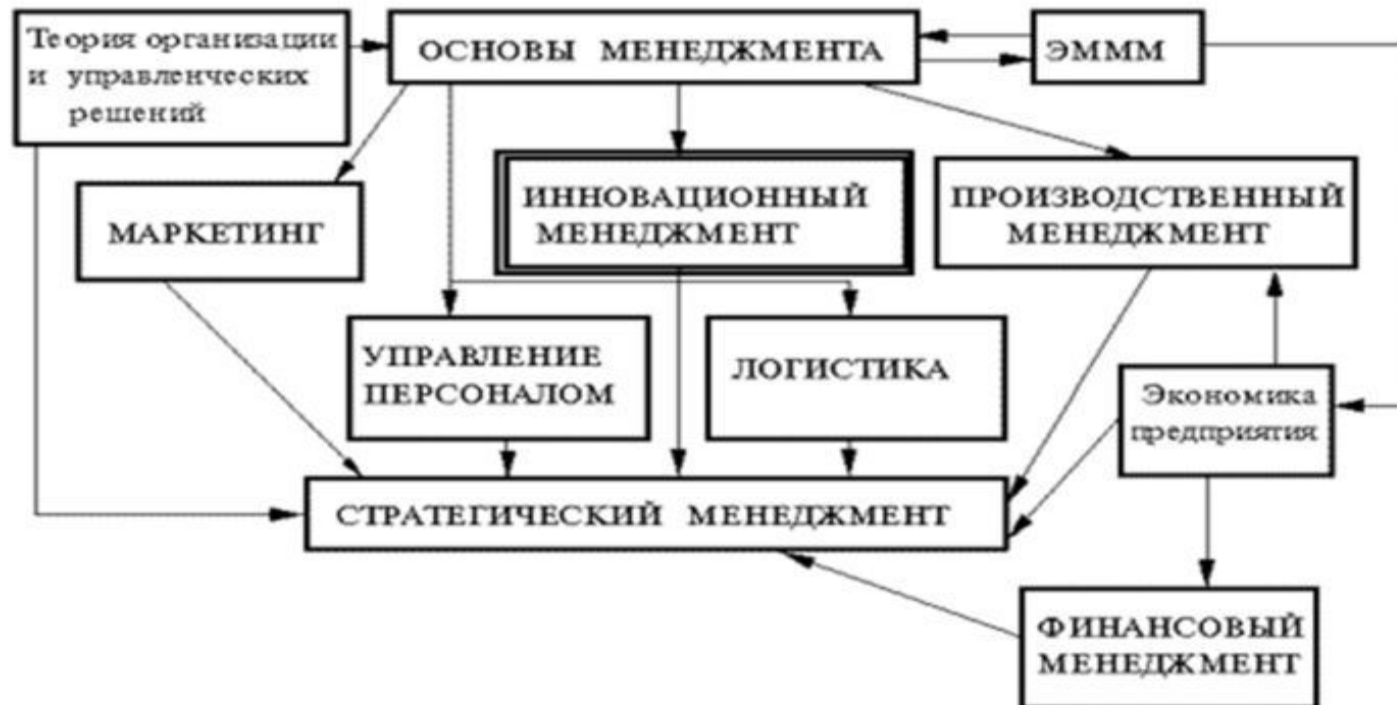 Теория организации
и управленческих
решений
ОСНОВЫ МЕНЕДЖМЕНТА
ЭМММ
МАРКЕТИНГ
ИННОВАЦИОННЫЙ
МЕНЕДЖМЕНТ
ПРОИЗВОДСТВЕННЫЙ
МЕНЕДЖМЕНТ
УПРАВЛЕНИЕ
ПЕРСОНАЛОМ
ЛОГИСТИКА
Экономика
предприятия
СТРАТЕГИЧЕСКИЙ МЕНЕДЖМЕНТ
ФИНАНСОВЫЙ
МЕНЕДЖМЕНТ